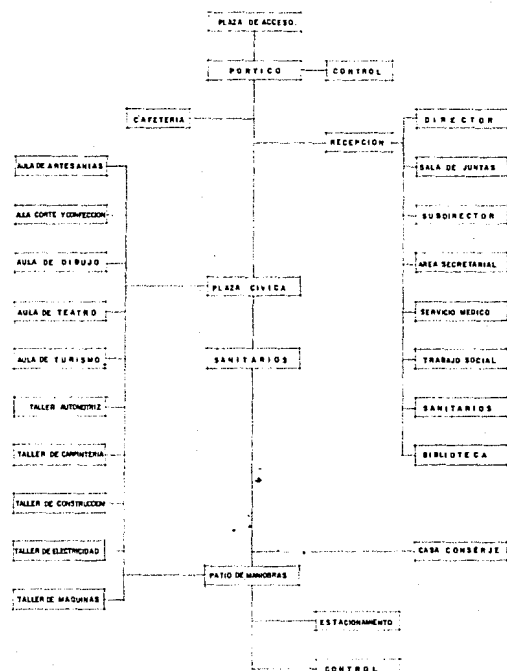 PLAZA DE ACCESO.
PORTICO
CONTROL
CAFETERIA
DIRECTOR
RECEPCION
AULA DE ARTESANIAS
SALA DE JUNTAS
AULA CORTE Y CONFECCION
SUBDIRECTOR
AULA DE DIBUJO
AREA SECRETARIAL
PLAZA CIVICA
AULA DE TEATRO
SERVICIO MEDICO
AULA DE TURISMO
SANITARIOS
TRABAJO SOCIAL
TALLER AUTOMOTRIZ
SANITARIOS
TALLER DE CARPINTERIA
BIBLIOTECA
TALLER DE CONSTRUCCION
TALLER DE ELECTRICIDAD
CASA CONSERJE
PATIO DE MANIOBRAS
TALLER DE MAQUINAS
ESTACIONAMIENTO
CONTROL